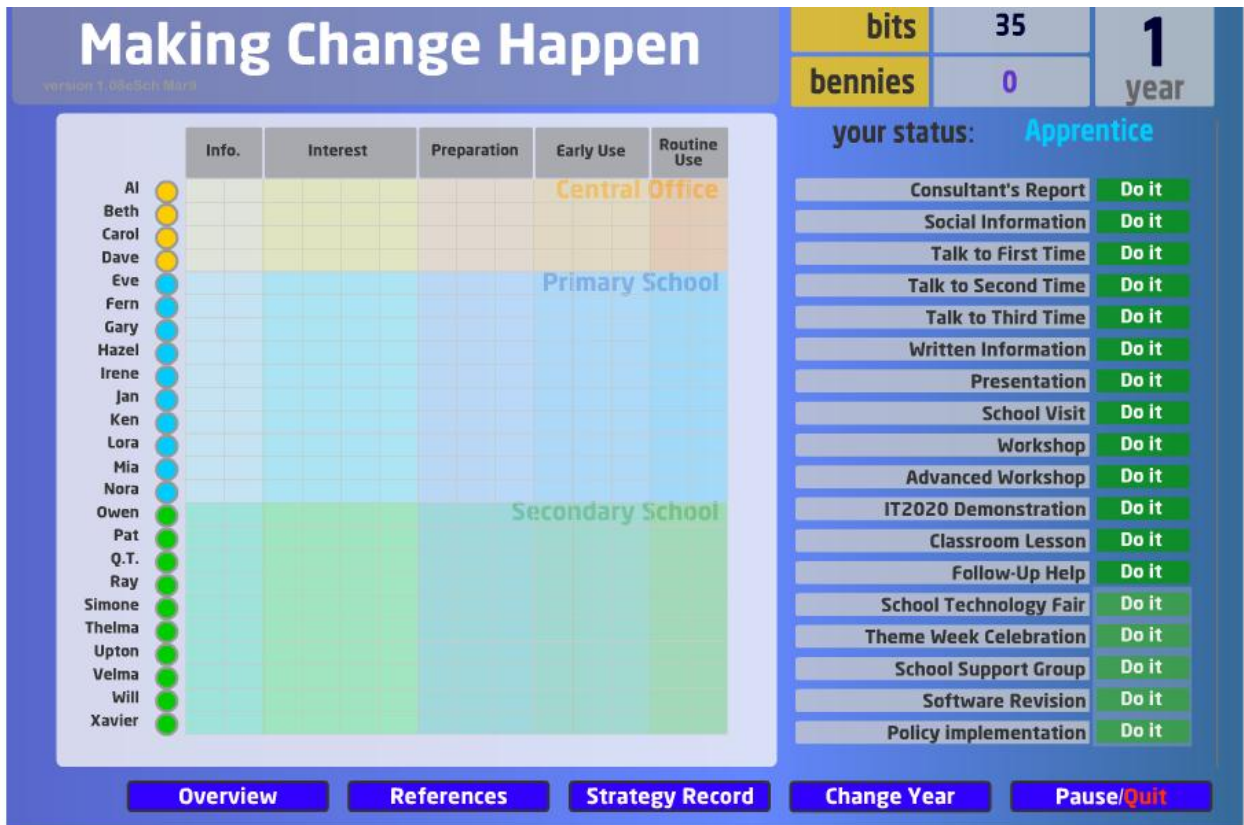 Making Change Happen
version 1.08cSch Mar8
bits 35
bennies 0
1
year
your status: Apprentice
Info. Interest Preparation Early Use Routine Use
Central Office
Al
Beth
Carol
Dave
Primary School
Eve
Fern
Gary
Hazel
Irene
Jan
Ken
Lora
Mia
Nora
Secondary School
Owen
Pat
Q.T.
Ray
Simone
Thelma
Upton
Velma
Will
Xavier
Consultant's Report Do it
Social Information Do it
Talk to First Time Do it
Talk to Second Time Do it
Talk to Third Time Do it
Written Information Do it
Presentation Do it
School Visit Do it
Workshop Do it
Advanced Workshop Do it
IT2020 Demonstration Do it
Classroom Lesson Do it
Follow-Up Help Do it
School Technology Fair Do it
Theme Week Celebration Do it
School Support Group Do it
Software Revision Do it
Policy implementation Do it
Overview
References
Strategy Record
Change Year
Pause/Quit